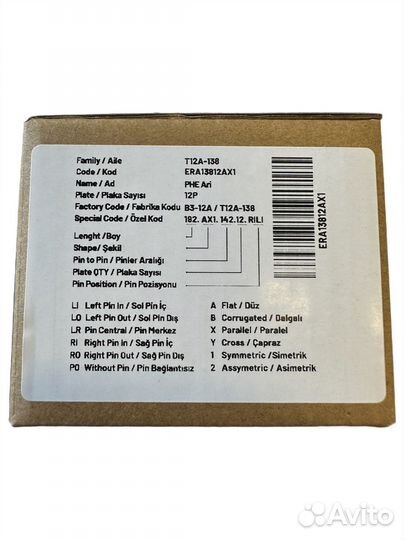 Family / Aile T12A-138
Code / Kod ERA13812AX1
Name / Ad PHE Ari
Plate / Plaka Sayısı 12P
Factory Code / Fabrika Kodu B3-12A / T12A-138
Special Code / Özel Kod 192. AX1. 142.12. RILI
Lenght /Boy
Shape/ Şekil
Pin to Pin / Pinler Aralığı
Plate QTY / Plaka Sayısı
Pin Position / Pin Pozisyonu
ERA13812AX1
LI Left Pin In / Sol Pin İç
LO Left Pin Out / Sol Pin Dış
LR Pin Central / Pin Merkez
RI Right Pin In / Sağ Pin İç
RO Right Pin Out / Sağ Pin Dış
PO Without Pin / Pin Bağlantısız
A Flat / Düz
B Corrugated / Dalgalı
X Parallel / Paralel
Y Cross / Çapraz
1 Symmetric /Simetrik
2 Assymetric / Asimetrik
Avito